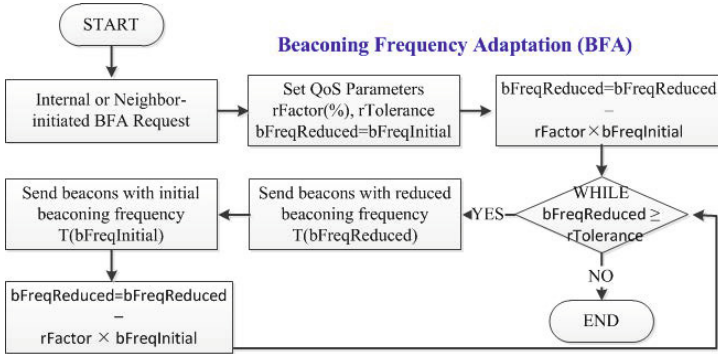 START
Beaconing Frequency Adaptation (BFA)
Internal or Neighbor-
initiated BFA Request
Set QoS Parameters
rFactor(%), rTolerance
bFreqReduced=bFreqInitial
bFreqReduced=bFreqReduced
–
rFactor×bFreqInitial
WHILE
bFreqReduced ≥
rTolerance
YES
NO
END
Send beacons with reduced
beaconing frequency
T(bFreqReduced)
Send beacons with initial
beaconing frequency
T(bFreqInitial)
bFreqReduced=bFreqReduced
–
rFactor × bFreqInitial